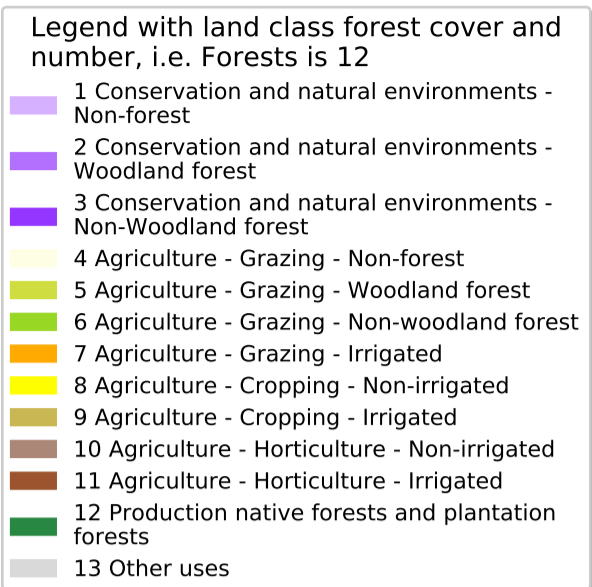 Legend with land class forest cover and
number, i.e. Forests is 12
1 Conservation and natural environments -
Non-forest
2 Conservation and natural environments -
Woodland forest
3 Conservation and natural environments -
Non-Woodland forest
4 Agriculture - Grazing - Non-forest
5 Agriculture - Grazing - Woodland forest
6 Agriculture - Grazing - Non-woodland forest
7 Agriculture - Grazing - Irrigated
8 Agriculture - Cropping - Non-irrigated
9 Agriculture - Cropping - Irrigated
10 Agriculture - Horticulture - Non-irrigated
11 Agriculture - Horticulture - Irrigated
12 Production native forests and plantation
forests
13 Other uses